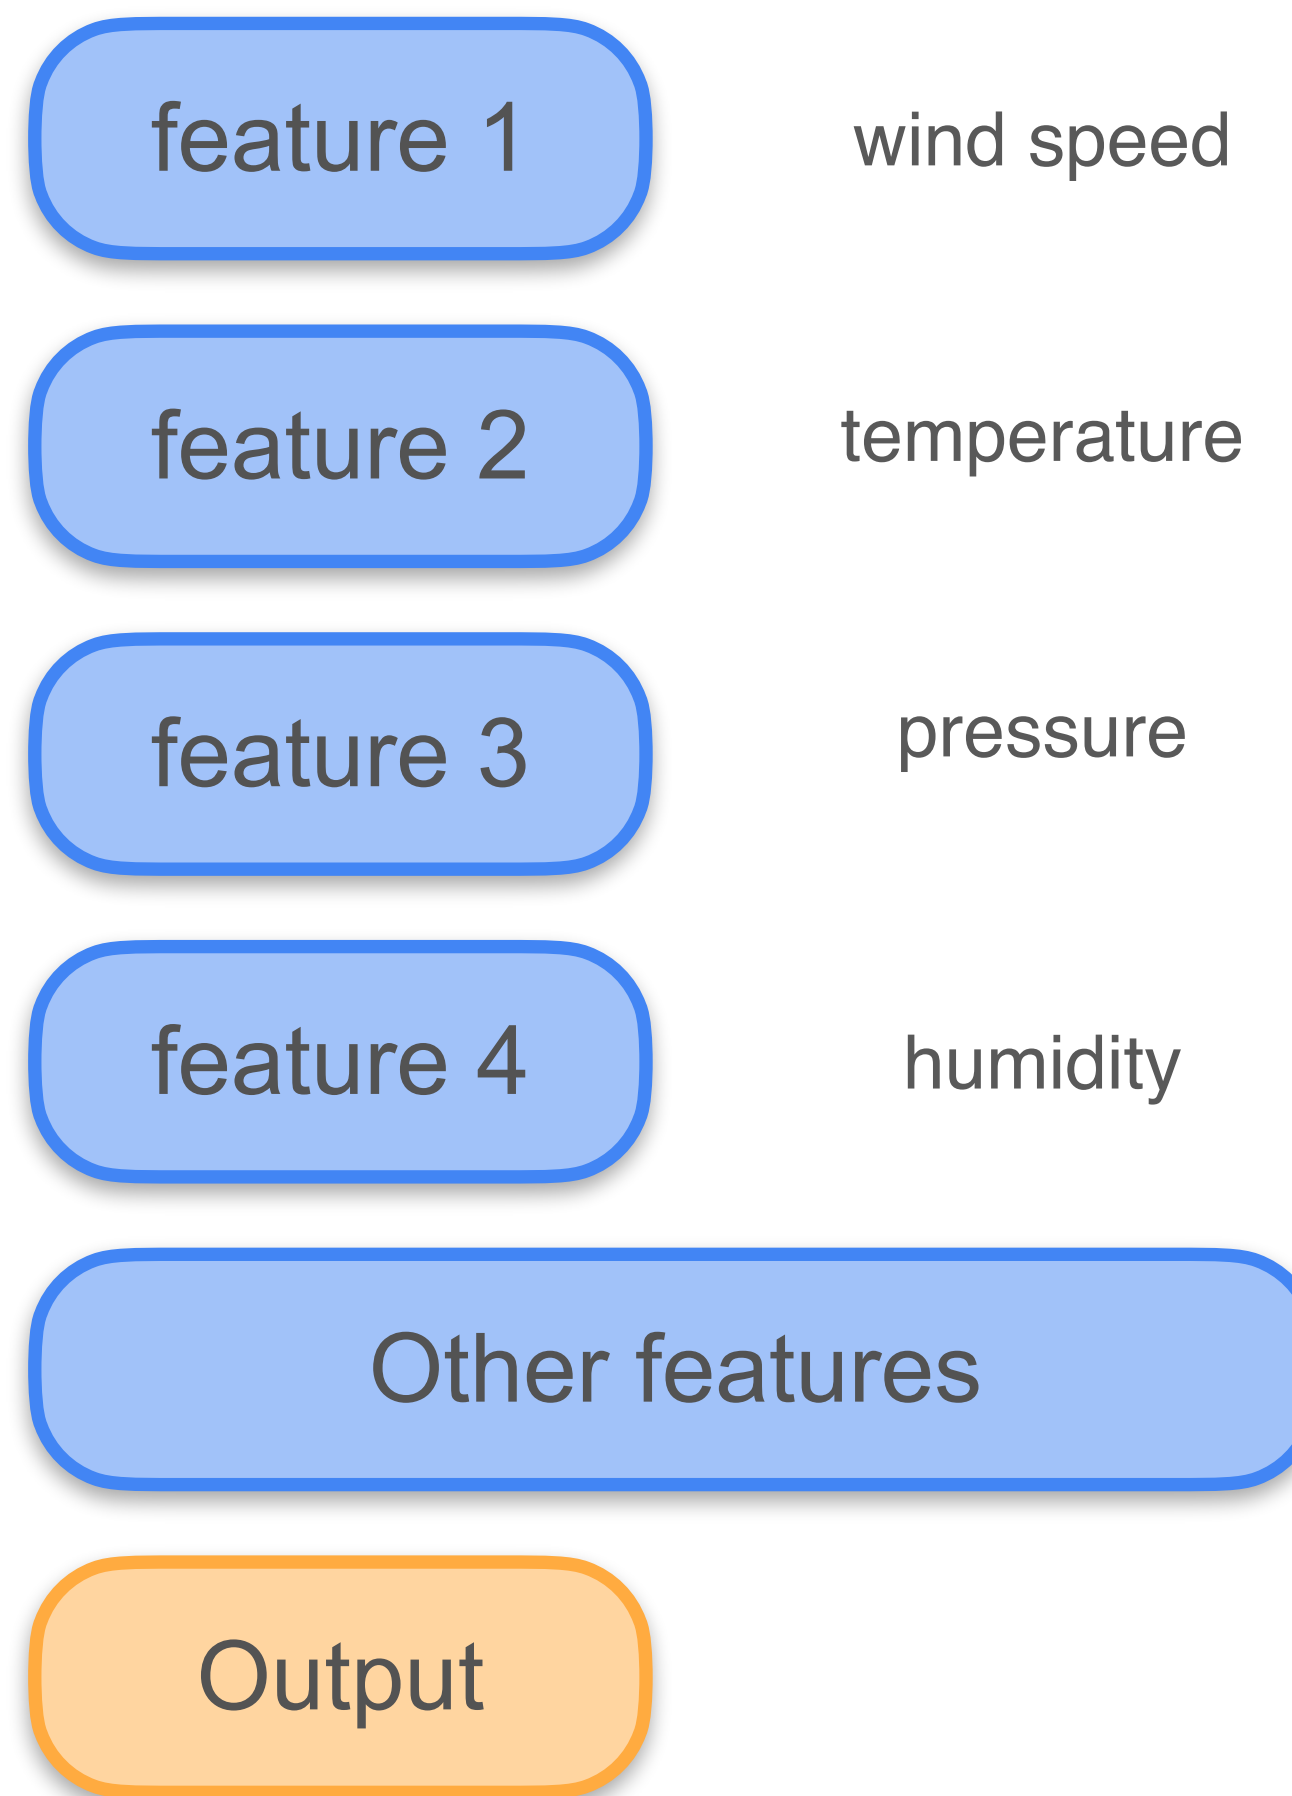 feature 1
wind speed
feature 2
temperature
feature 3
pressure
feature 4
humidity
Other features
Output